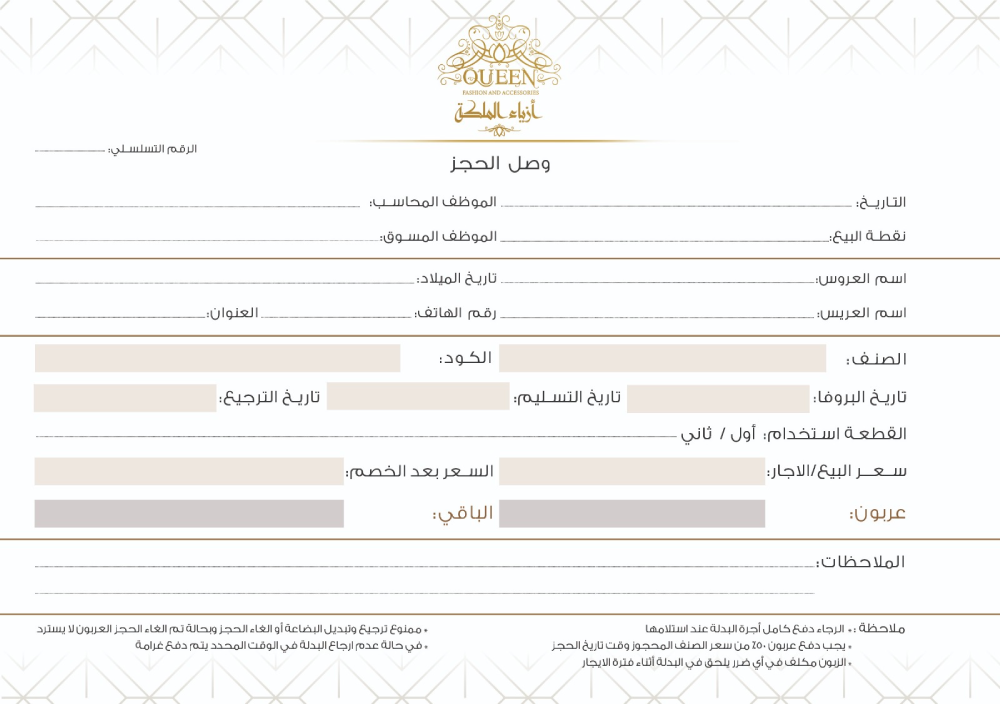 QUEEN
FASHION AND ACCESSORIES
أزياء الملكة
الرقم التسلسلي:
وصل الحجز
التاريخ: الموظف المحاسب:
نقطة البيع: الموظف المسوق:
اسم العروس: تاريخ الميلاد:
اسم العريس: رقم الهاتف: العنوان:
الصنف: الكود:
تاريخ البروفا: تاريخ التسليم: تاريخ الترجيع:
القطعة استخدام: أول / ثاني
سعر البيع/الاجار: السعر بعد الخصم:
عربون: الباقي:
الملاحظات:
ملاحظة : * الرجاء دفع كامل أجرة البدلة عند استلامها
* يجب دفع عربون ٥٠٪ من سعر الصنف المحجوز وقت تاريخ الحجز
* الزبون مكلف في أي ضرر يلحق في البدلة أثناء فترة الايجار
* ممنوع ترجيع وتبديل البضاعة أو الغاء الحجز وبحالة تم الغاء الحجز العربون لا يسترد
* في حالة عدم ارجاع البدلة في الوقت المحدد يتم دفع غرامة